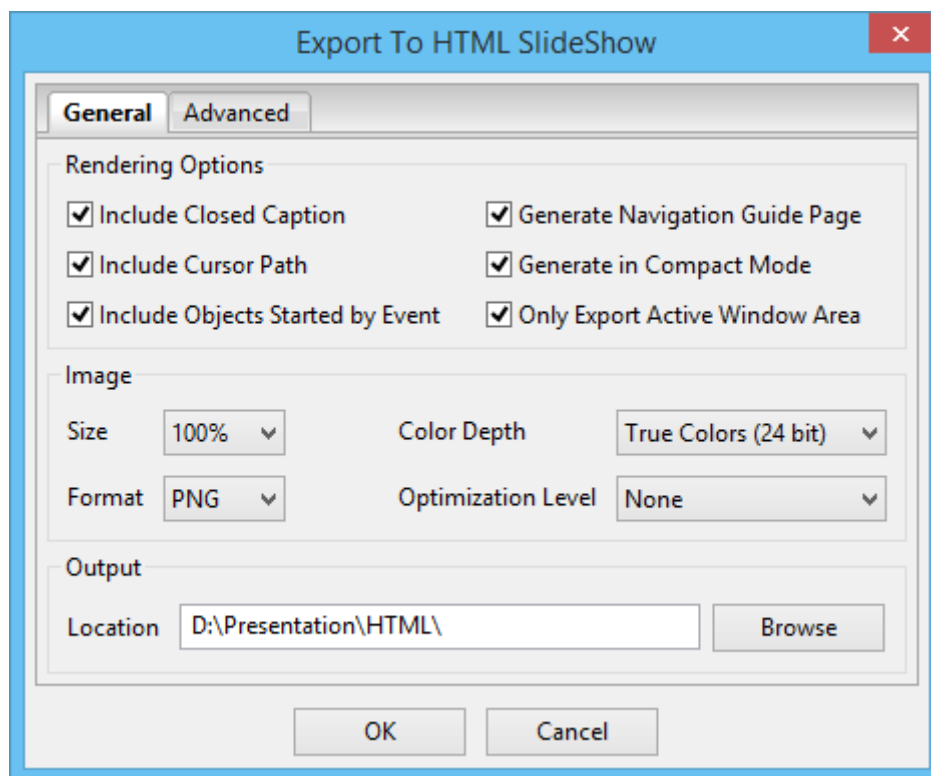 Export To HTML SlideShow
General Advanced
Rendering Options
Include Closed Caption Generate Navigation Guide Page
Include Cursor Path Generate in Compact Mode
Include Objects Started by Event Only Export Active Window Area
Image
Size 100% Color Depth True Colors (24 bit)
Format PNG Optimization Level None
Output
Location D:\Presentation\HTML\ Browse
OK Cancel